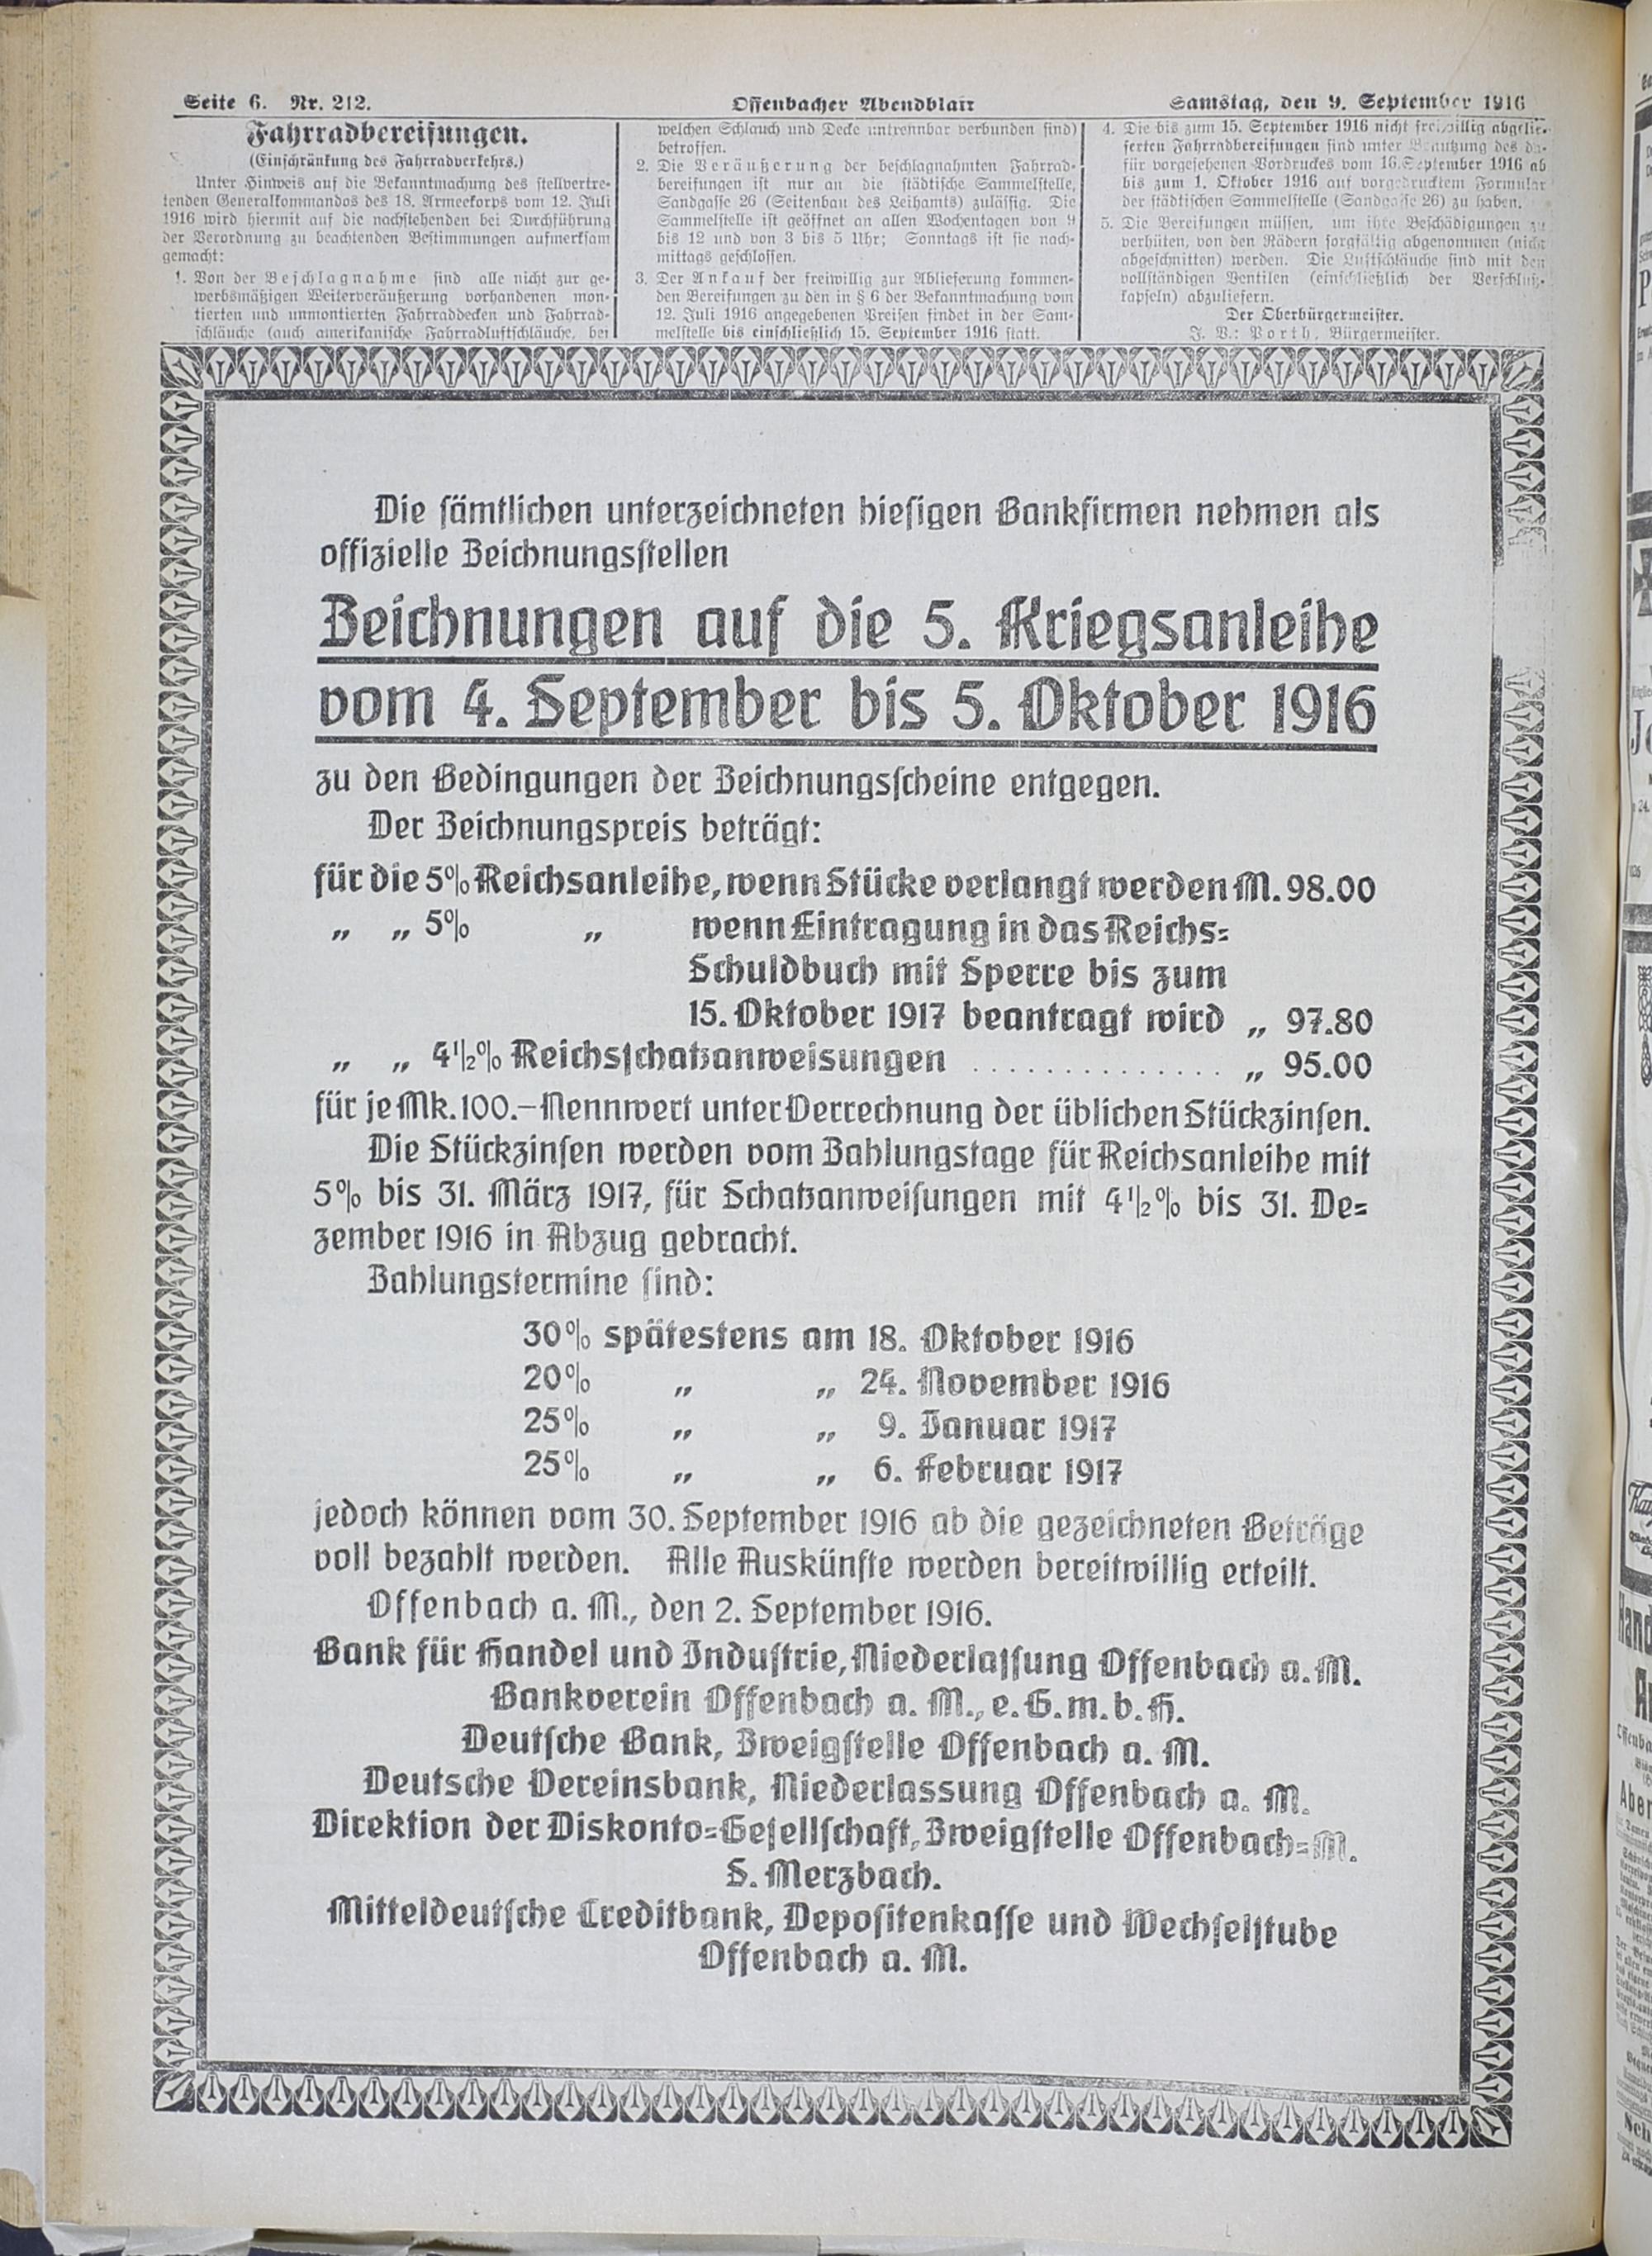 Seite 6. Nr. 212.
Offenbacher Abendblatt
Samstag, den 9. September 1916
Fahrradbereifungen.
(Einschränkung des Fahrradverkehrs.)
Unter Hinweis auf die Bekanntmachung des stellvertre-
tenden Generalkommandos des 18. Armeekorps vom 12. Juli
1916 wird hiermit auf die nachstehenden bei Durchführung
der Verordnung zu beachtenden Bestimmungen aufmerksam
gemacht:
1. Von der Beschlagnahme sind alle nicht zur ge-
werbsmäßigen Weiterveräußerung vorhandenen mon-
tierten und unmontierten Fahrraddecken und Fahrrad-
schläuche (auch amerikanische Fahrradluftschläuche, bei
welchen Schlauch und Decke untrennbar verbunden sind)
betroffen.
2. Die Veräußerung der beschlagnahmten Fahrrad-
bereifungen ist nur an die städtische Sammelstelle,
Sandgasse 26 (Seitenbau des Leihamts) zulässig. Die
Sammelstelle ist geöffnet an allen Wochentagen von 9
bis 12 und von 3 bis 5 Uhr; Sonntags ist sie nach-
mittags geschlossen.
3. Der Ankauf der freiwillig zur Ablieferung kommen-
den Bereifungen zu den in § 6 der Bekanntmachung vom
12. Juli 1916 angegebenen Preisen findet in der Sam-
melstelle bis einschließlich 15. September 1916 statt.
4. Die bis zum 15. September 1916 nicht freiwillig abgelie-
ferten Fahrradbereifungen sind unter Benutzung des da-
für vorgesehenen Vordruckes vom 16. September 1916 ab
bis zum 1. Oktober 1916 auf vorgedrucktem Formular
der städtischen Sammelstelle (Sandgasse 26) zu haben.
5. Die Bereifungen müssen, um ihre Beschädigungen zu
verhüten, von den Rädern sorgfältig abgenommen (nicht
abgeschnitten) werden. Die Luftschläuche sind mit den
vollständigen Ventilen (einschließlich der Verschluß-
kapseln) abzuliefern.
Der Oberbürgermeister.
J. V.: Porth, Bürgermeister.
Die sämtlichen unterzeichneten hiesigen Bankfirmen nehmen als
offizielle Zeichnungsstellen
Zeichnungen auf die 5. Kriegsanleihe
vom 4. September bis 5. Oktober 1916
zu den Bedingungen der Zeichnungsscheine entgegen.
Der Zeichnungspreis beträgt:
für die 5% Reichsanleihe, wenn Stücke verlangt werden M. 98.00
„ „ 5% „ wenn Eintragung in das Reichs-
Schuldbuch mit Sperre bis zum
15. Oktober 1917 beantragt wird „ 97.80
„ „ 4½% Reichsschatzanweisungen . . . . . . . . . . . . . . „ 95.00
für je Mk. 100.– Nennwert unter Verrechnung der üblichen Stückzinsen.
Die Stückzinsen werden vom Zahlungstage für Reichsanleihe mit
5% bis 31. März 1917, für Schatzanweisungen mit 4½% bis 31. De-
zember 1916 in Abzug gebracht.
Zahlungstermine sind:
30% spätestens am 18. Oktober 1916
20% „ „ 24. November 1916
25% „ „ 9. Januar 1917
25% „ „ 6. Februar 1917
jedoch können vom 30. September 1916 ab die gezeichneten Beträge
voll bezahlt werden. Alle Auskünfte werden bereitwillig erteilt.
Offenbach a. M., den 2. September 1916.
Bank für Handel und Industrie, Niederlassung Offenbach a. M.
Bankverein Offenbach a. M., e. G. m. b. H.
Deutsche Bank, Zweigstelle Offenbach a. M.
Deutsche Vereinsbank, Niederlassung Offenbach a. M.
Direktion der Diskonto-Gesellschaft, Zweigstelle Offenbach-M.
S. Merzbach.
Mitteldeutsche Creditbank, Depositenkasse und Wechselstube
Offenbach a. M.